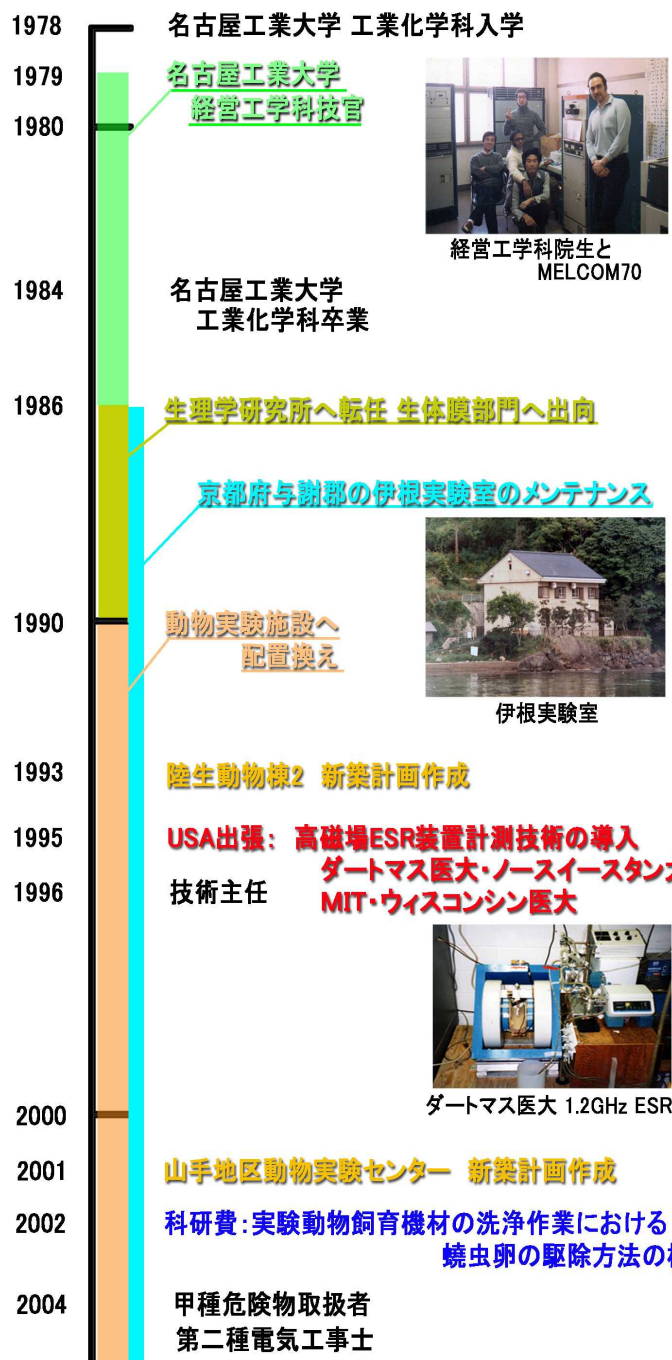 1978 名古屋工業大学 工業化学科入学
1979 名古屋工業大学
経営工学科技官
1980
経営工学科院生と
MELCOM70
1984 名古屋工業大学
工業化学科卒業
1986 生理学研究所へ転任 生体膜部門へ出向
京都府与謝郡の伊根実験室のメンテナンス
1990 動物実験施設へ
配置換え
伊根実験室
1993 陸生動物棟2 新築計画作成
1995 USA出張： 高磁場ESR装置計測技術の導入
ダートマス医大・ノースイースタン
1996 技術主任 MIT・ウィスコンシン医大
ダートマス医大 1.2GHz ESR
2000
2001 山手地区動物実験センター 新築計画作成
2002 科研費：実験動物飼育機材の洗浄作業における
蟯虫卵の駆除方法の
2004 甲種危険物取扱者
第二種電気工事士